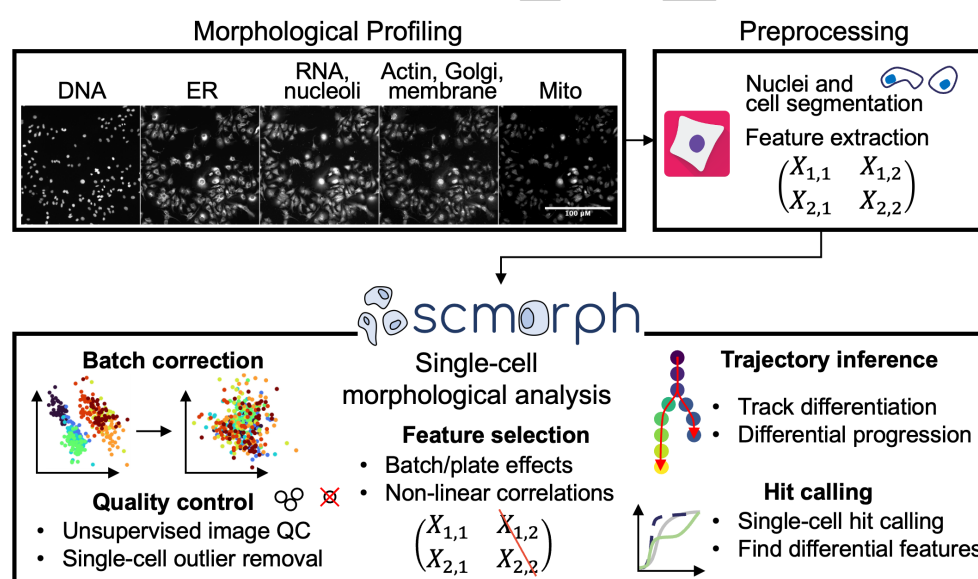 Morphological Profiling
DNA
ER
RNA,
nucleoli
Actin, Golgi,
membrane
Mito
100 µM
Preprocessing
Nuclei and
cell segmentation
Feature extraction
X1,1 X1,2
X2,1 X2,2
scmorph
Single-cell
morphological analysis
Batch correction
Quality control
• Unsupervised image QC
• Single-cell outlier removal
Feature selection
• Batch/plate effects
• Non-linear correlations
X1,1 X1,2
X2,1 X2,2
Trajectory inference
• Track differentiation
• Differential progression
Hit calling
• Single-cell hit calling
• Find differential features